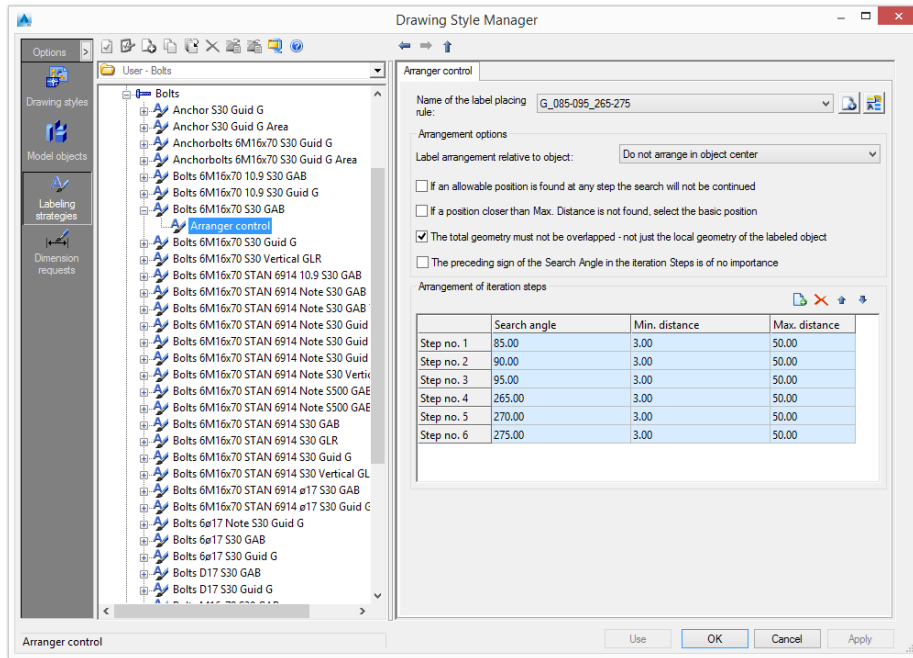 Drawing Style Manager
Options
Drawing styles
Model objects
Labeling
strategies
Dimension
requests
User - Bolts
Bolts
Anchor S30 Guid G
Anchor S30 Guid G Area
Anchorbolts 6M16x70 S30 Guid G
Anchorbolts 6M16x70 S30 Guid G Area
Bolts 6M16x70 10.9 S30 GAB
Bolts 6M16x70 10.9 S30 Guid G
Bolts 6M16x70 S30 GAB
Arranger control
Bolts 6M16x70 S30 Guid G
Bolts 6M16x70 S30 Vertical GLR
Bolts 6M16x70 STAN 6914 10.9 S30 GAB
Bolts 6M16x70 STAN 6914 Note S30 GAB
Bolts 6M16x70 STAN 6914 Note S30 GAB
Bolts 6M16x70 STAN 6914 Note S30 Guid
Bolts 6M16x70 STAN 6914 Note S30 Guid
Bolts 6M16x70 STAN 6914 Note S30 Guid
Bolts 6M16x70 STAN 6914 Note S30 Vertic
Bolts 6M16x70 STAN 6914 Note S500 GAB
Bolts 6M16x70 STAN 6914 Note S500 GAB
Bolts 6M16x70 STAN 6914 S30 GAB
Bolts 6M16x70 STAN 6914 S30 GLR
Bolts 6M16x70 STAN 6914 S30 Guid G
Bolts 6M16x70 STAN 6914 S30 Vertical GL
Bolts 6M16x70 STAN 6914 ø17 S30 GAB
Bolts 6M16x70 STAN 6914 ø17 S30 Guid G
Bolts 6ø17 Note S30 Guid G
Bolts 6ø17 S30 GAB
Bolts 6ø17 S30 Guid G
Bolts D17 S30 GAB
Bolts D17 S30 Guid G
Arranger control
Name of the label placing
rule:
G_085-095_265-275
Arrangement options
Label arrangement relative to object:
Do not arrange in object center
If an allowable position is found at any step the search will not be continued
If a position closer than Max. Distance is not found, select the basic position
The total geometry must not be overlapped - not just the local geometry of the labeled object
The preceding sign of the Search Angle in the iteration Steps is of no importance
Arrangement of iteration steps
Search angle Min. distance Max. distance
Step no. 1 85.00 3.00 50.00
Step no. 2 90.00 3.00 50.00
Step no. 3 95.00 3.00 50.00
Step no. 4 265.00 3.00 50.00
Step no. 5 270.00 3.00 50.00
Step no. 6 275.00 3.00 50.00
Arranger control
Use
OK
Cancel
Apply